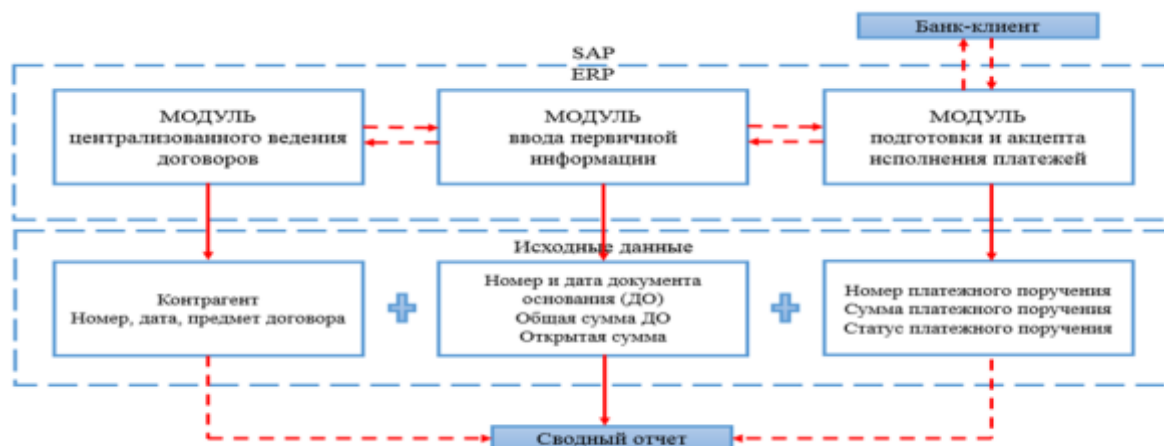 Банк-клиент
SAP
ERP
МОДУЛЬ
централизованного ведения
договоров
МОДУЛЬ
ввода первичной
информации
МОДУЛЬ
подготовки и акцепта
исполнения платежей
Исходные данные
Контрагент
Номер, дата, предмет договора
Номер и дата документа
основания (ДО)
Общая сумма ДО
Открытая сумма
Номер платежного поручения
Сумма платежного поручения
Статус платежного поручения
Сводный отчет